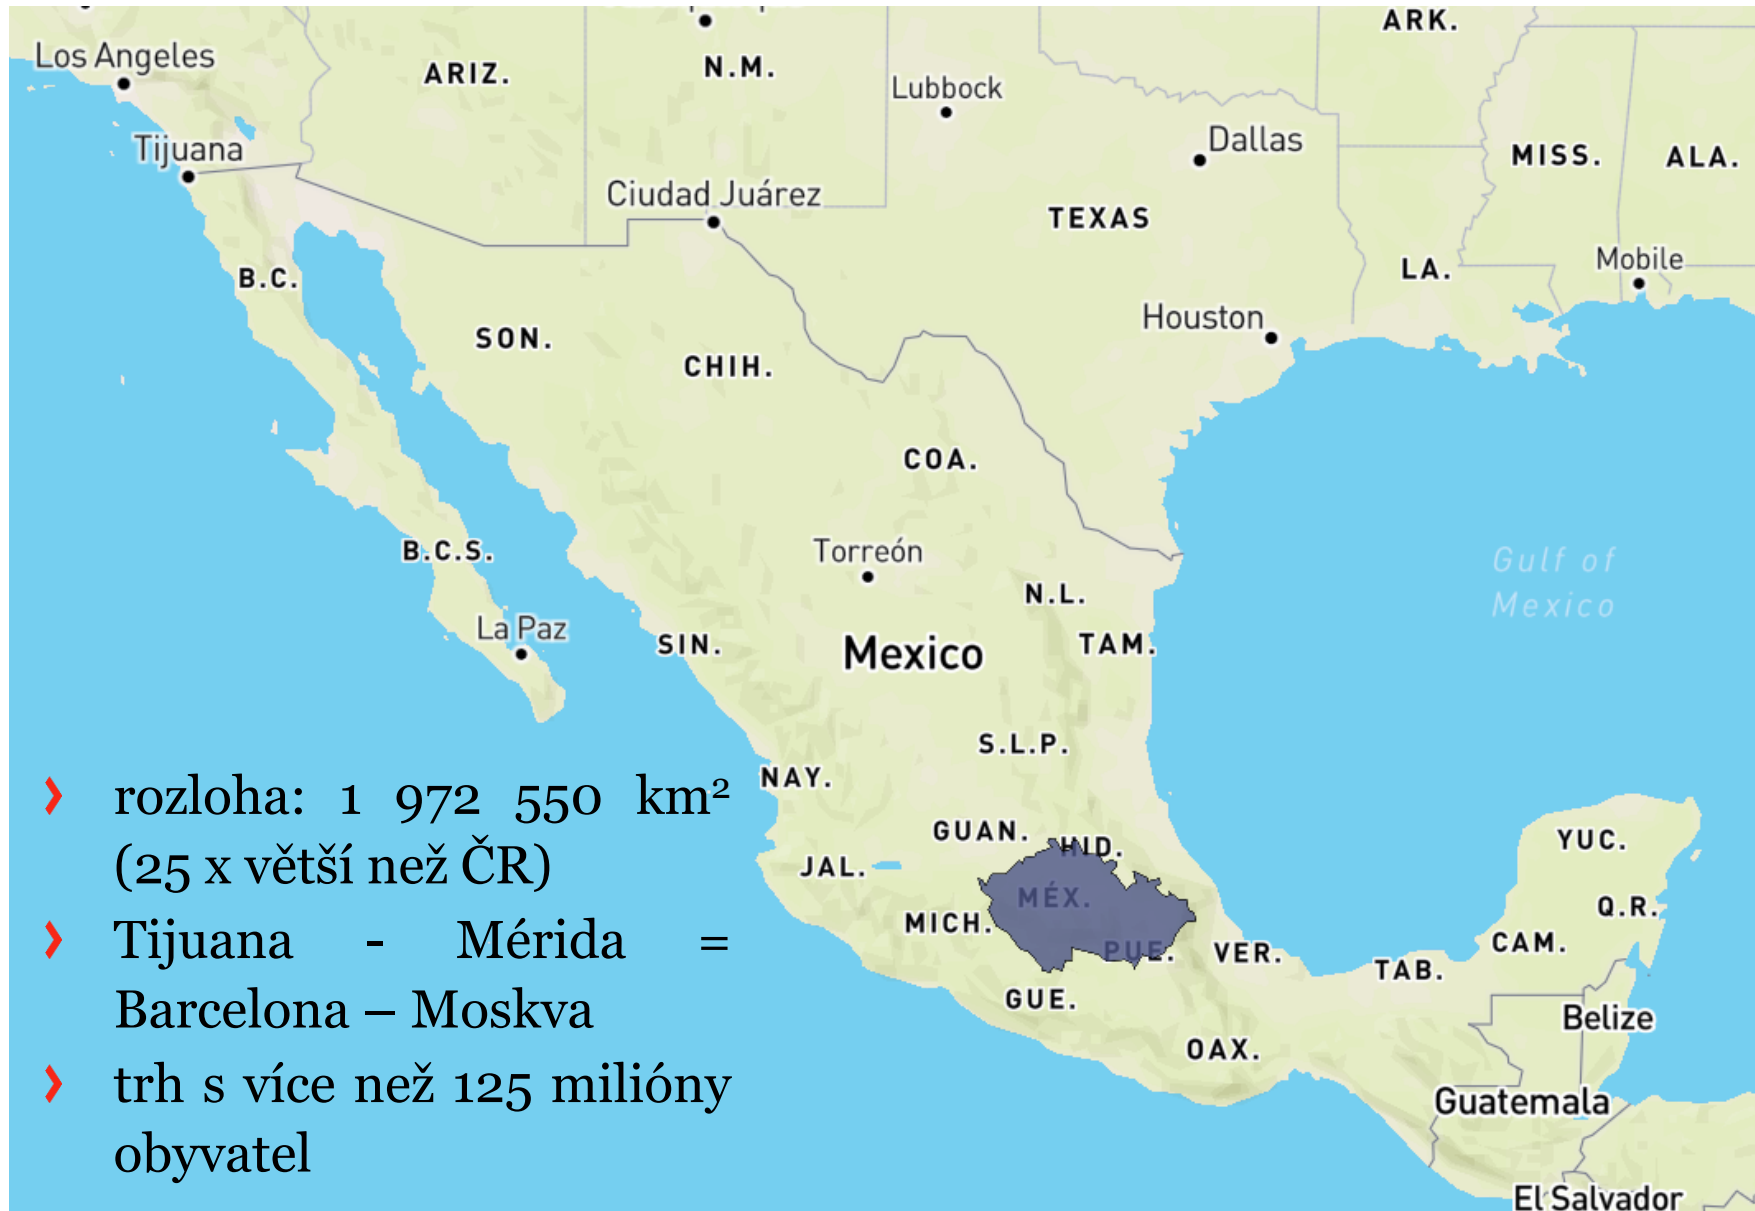 ARK.
Los Angeles
ARIZ.
N.M.
Lubbock
Tijuana
Dallas
MISS.
ALA.
Ciudad Juárez
TEXAS
B.C.
LA.
Mobile
SON.
Houston
CHIH.
COA.
B.C.S.
Torreón
Gulf of
Mexico
N.L.
La Paz
SIN.
Mexico
TAM.
S.L.P.
NAY.
› rozloha: 1 972 550 km²
(25 x větší než ČR)
› Tijuana - Mérida =
Barcelona – Moskva
› trh s více než 125 milióny
obyvatel
GUAN.
HID.
YUC.
JAL.
MÉX.
Q.R.
MICH.
PUE.
VER.
CAM.
TAB.
GUE.
Belize
OAX.
Guatemala
El Salvador